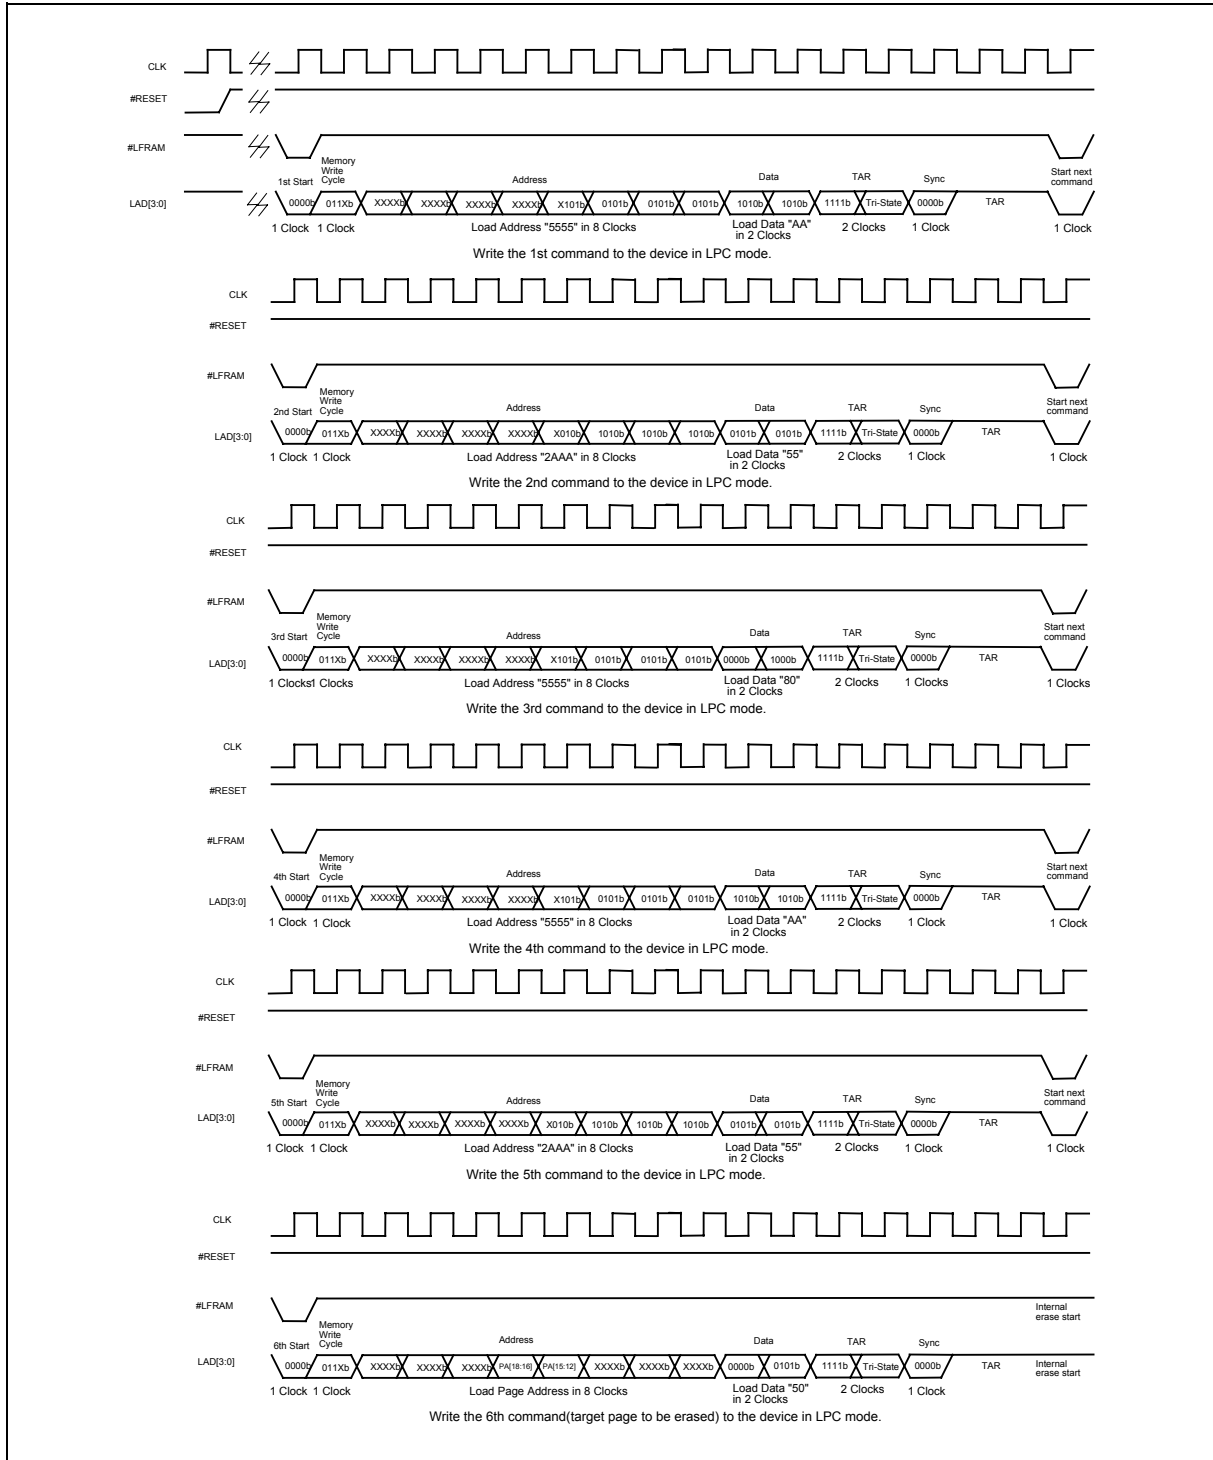 CLK
#RESET
#LFRAM
Memory
Write
Cycle
1st Start
Address
Data
TAR
Sync
Start next
command
LAD[3:0]
0000b 011Xb XXXXb XXXXb XXXXb XXXXb X101b 0101b 0101b 0101b 1010b 1010b 1111b Tri-State 0000b TAR
1 Clock 1 Clock Load Address "5555" in 8 Clocks Load Data "AA" in 2 Clocks 2 Clocks 1 Clock 1 Clock
Write the 1st command to the device in LPC mode.
CLK
#RESET
#LFRAM
Memory
Write
Cycle
2nd Start
Address
Data
TAR
Sync
Start next
command
LAD[3:0]
0000b 011Xb XXXXb XXXXb XXXXb XXXXb X010b 1010b 1010b 1010b 0101b 0101b 1111b Tri-State 0000b TAR
1 Clock 1 Clock Load Address "2AAA" in 8 Clocks Load Data "55" in 2 Clocks 2 Clocks 1 Clock 1 Clock
Write the 2nd command to the device in LPC mode.
CLK
#RESET
#LFRAM
Memory
Write
Cycle
3rd Start
Address
Data
TAR
Sync
Start next
command
LAD[3:0]
0000b 011Xb XXXXb XXXXb XXXXb XXXXb X101b 0101b 0101b 0101b 0000b 1000b 1111b Tri-State 0000b TAR
1 Clocks 1 Clocks Load Address "5555" in 8 Clocks Load Data "80" in 2 Clocks 2 Clocks 1 Clocks 1 Clocks
Write the 3rd command to the device in LPC mode.
CLK
#RESET
#LFRAM
Memory
Write
Cycle
4th Start
Address
Data
TAR
Sync
Start next
command
LAD[3:0]
0000b 011Xb XXXXb XXXXb XXXXb XXXXb X101b 0101b 0101b 0101b 1010b 1010b 1111b Tri-State 0000b TAR
1 Clock 1 Clock Load Address "5555" in 8 Clocks Load Data "AA" in 2 Clocks 2 Clocks 1 Clock 1 Clock
Write the 4th command to the device in LPC mode.
CLK
#RESET
#LFRAM
Memory
Write
Cycle
5th Start
Address
Data
TAR
Sync
Start next
command
LAD[3:0]
0000b 011Xb XXXXb XXXXb XXXXb XXXXb X010b 1010b 1010b 1010b 0101b 0101b 1111b Tri-State 0000b TAR
1 Clock 1 Clock Load Address "2AAA" in 8 Clocks Load Data "55" in 2 Clocks 2 Clocks 1 Clock 1 Clock
Write the 5th command to the device in LPC mode.
CLK
#RESET
#LFRAM
Internal
erase start
Memory
Write
Cycle
6th Start
Address
Data
TAR
Sync
LAD[3:0]
0000b 011Xb XXXXb XXXXb XXXXb PA[18:16] PA[15:12] XXXXb XXXXb XXXXb 0000b 0101b 1111b Tri-State 0000b TAR
Internal
erase start
1 Clock 1 Clock Load Page Address in 8 Clocks Load Data "50" in 2 Clocks 2 Clocks 1 Clock
Write the 6th command(target page to be erased) to the device in LPC mode.